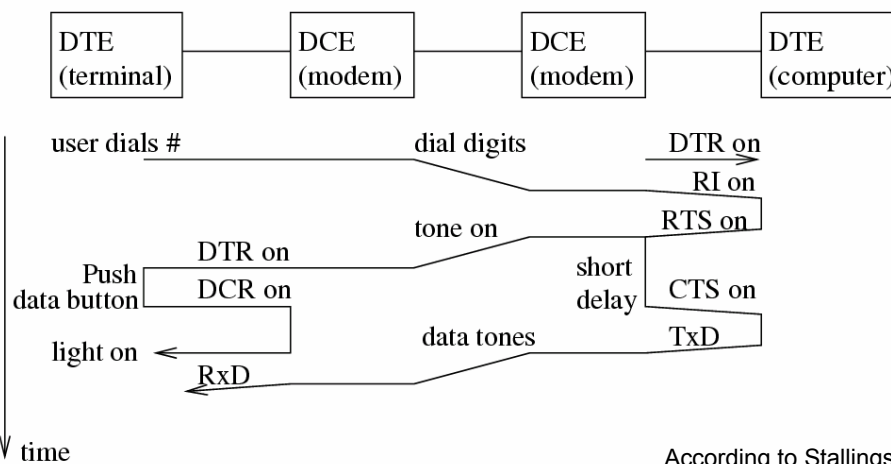 DTE
(terminal)
DCE
(modem)
DCE
(modem)
DTE
(computer)
user dials #
dial digits
DTR on
RI on
tone on
RTS on
DTR on
Push
data button
DCR on
short
delay
CTS on
light on
data tones
TxD
RxD
time
According to Stallings